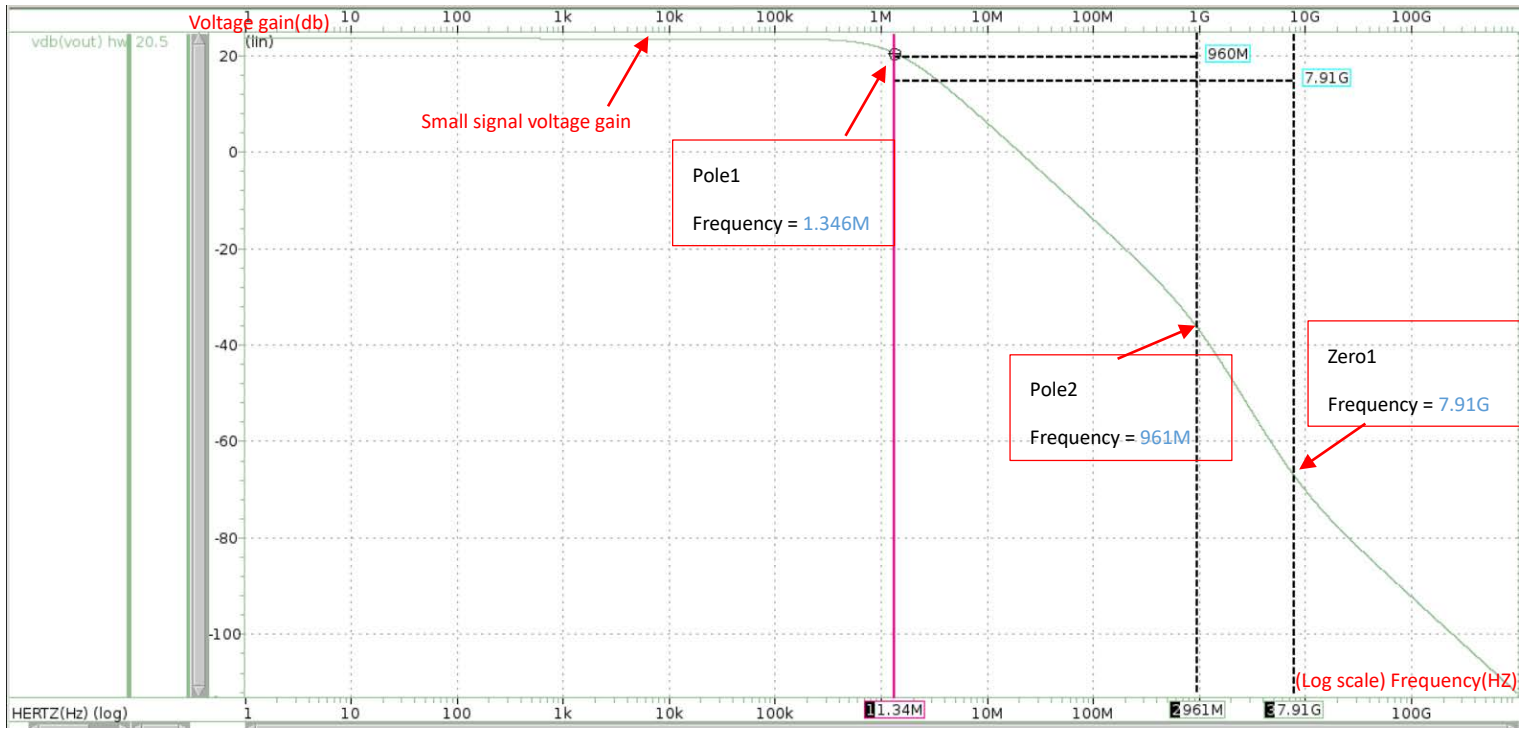 Voltage gain(db)
1 10 100 1k 10k 100k 1M 10M 100M 1G 10G 100G
vdb(vout) hw 20.5
(lin)
20
960M
7.91G
Small signal voltage gain
0
Pole1
Frequency = 1.346M
-20
-40
Zero1
Frequency = 7.91G
Pole2
Frequency = 961M
-60
-80
-100
(Log scale) Frequency(HZ)
HERTZ(Hz) (log) 1 10 100 1k 10k 100k 1 1.34M 10M 100M 2 961M 3 7.91G 100G